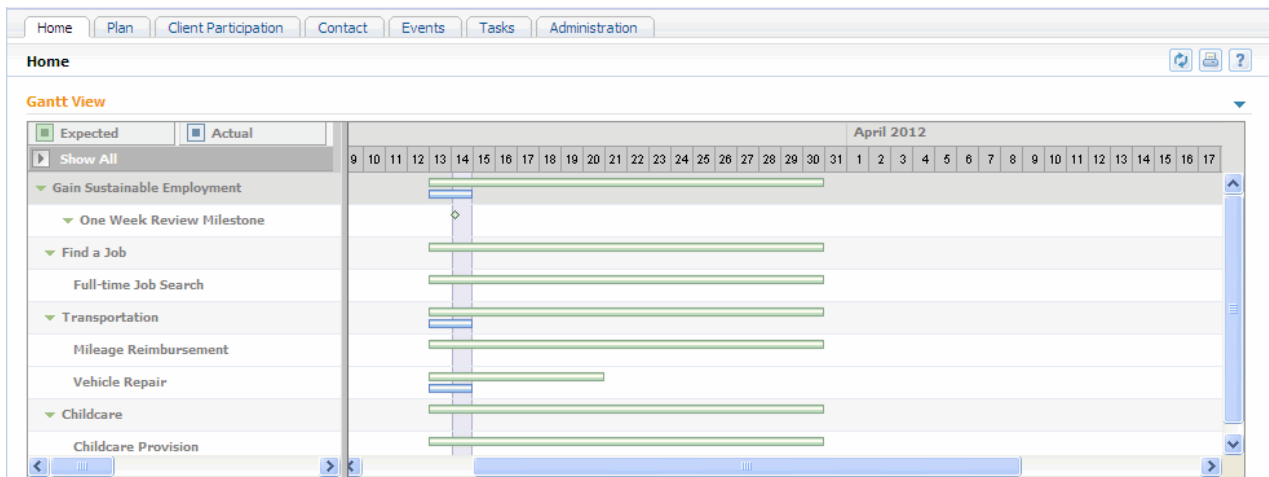 Home Plan Client Participation Contact Events Tasks Administration
Home
?
Gantt View
Expected Actual
April 2012
Show All
9 10 11 12 13 14 15 16 17 18 19 20 21 22 23 24 25 26 27 28 29 30 31 1 2 3 4 5 6 7 8 9 10 11 12 13 14 15 16 17
Gain Sustainable Employment
One Week Review Milestone
Find a Job
Full-time Job Search
Transportation
Mileage Reimbursement
Vehicle Repair
Childcare
Childcare Provision